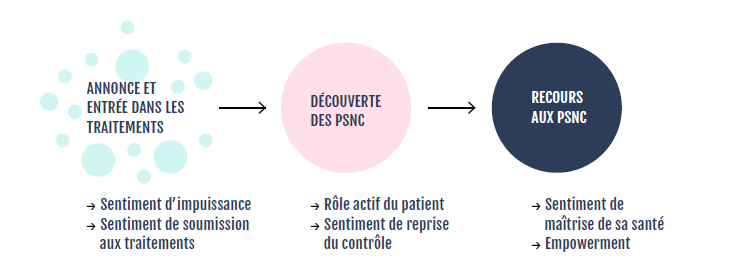 ANNONCE ET
ENTRÉE DANS LES
TRAITEMENTS
DÉCOUVERTE
DES PSNC
RECOURS
AUX PSNC
→ Sentiment d’impuissance
→ Sentiment de soumission
aux traitements
→ Rôle actif du patient
→ Sentiment de reprise
du contrôle
→ Sentiment de
maîtrise de sa santé
→ Empowerment